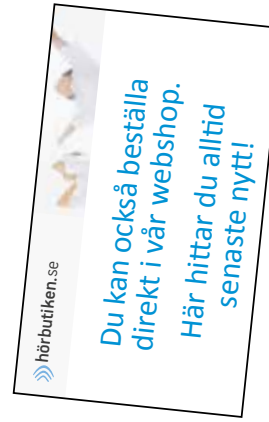 hörbutiken.se
Du kan också beställa
direkt i vår webshop.
Här hittar du alltid
senaste nytt!